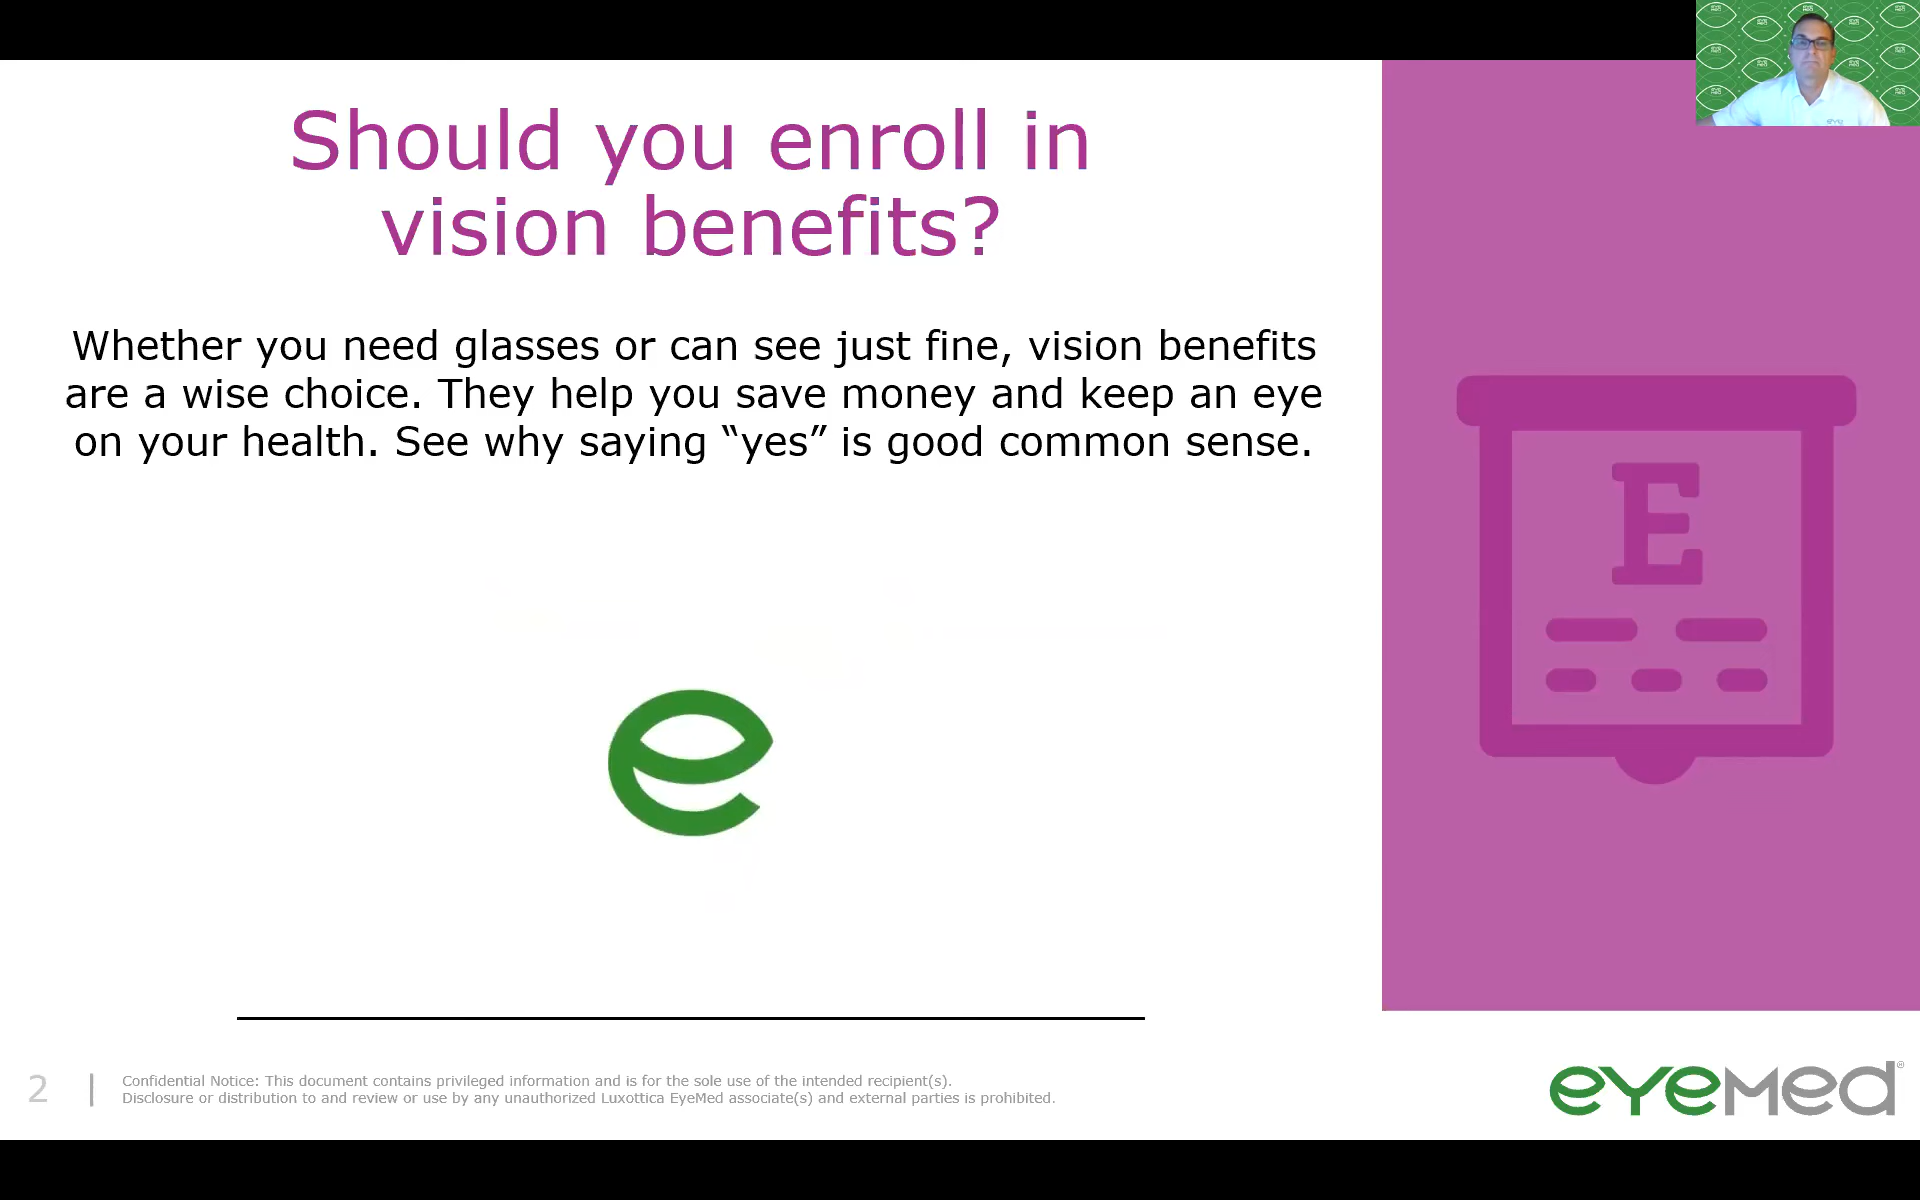 Should you enroll in
vision benefits?
Whether you need glasses or can see just fine, vision benefits
are a wise choice. They help you save money and keep an eye
on your health. See why saying “yes” is good common sense.
E
e
2
Confidential Notice: This document contains privileged information and is for the sole use of the intended recipient(s).
Disclosure or distribution to and review or use by any unauthorized Luxottica EyeMed associate(s) and external parties is prohibited.
eyemed®